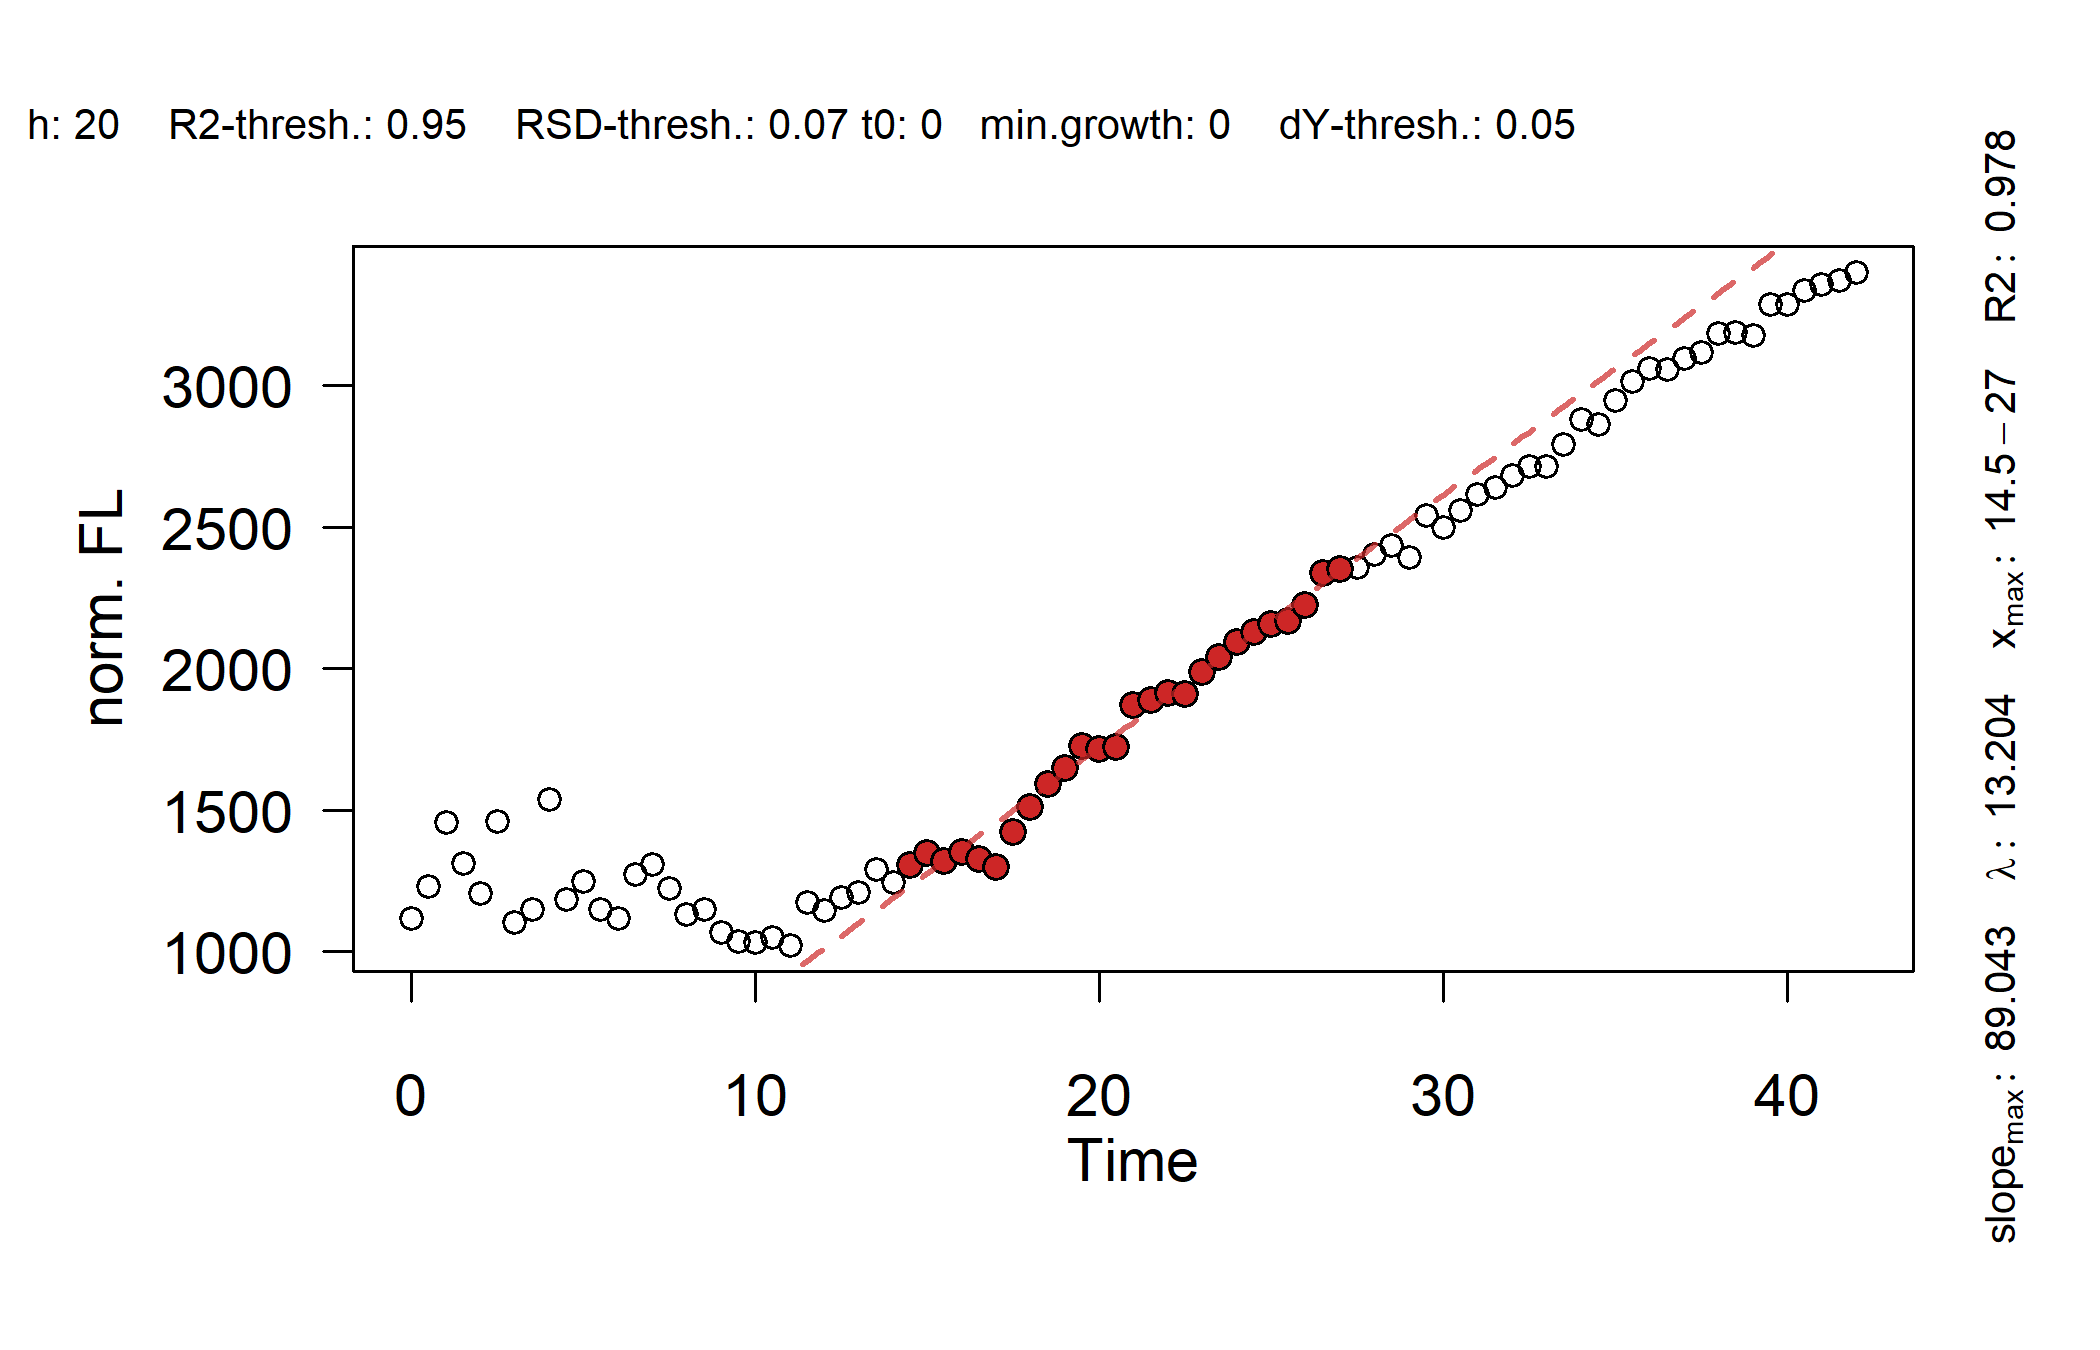 h: 20 R2-thresh.: 0.95 RSD-thresh.: 0.07 t0: 0 min.growth: 0 dY-thresh.: 0.05
norm. FL
3000
2500
2000
1500
1000
0 10 20 30 40
Time
slopemax: 89.043 λ: 13.204 xmax: 14.5−27 R2: 0.978